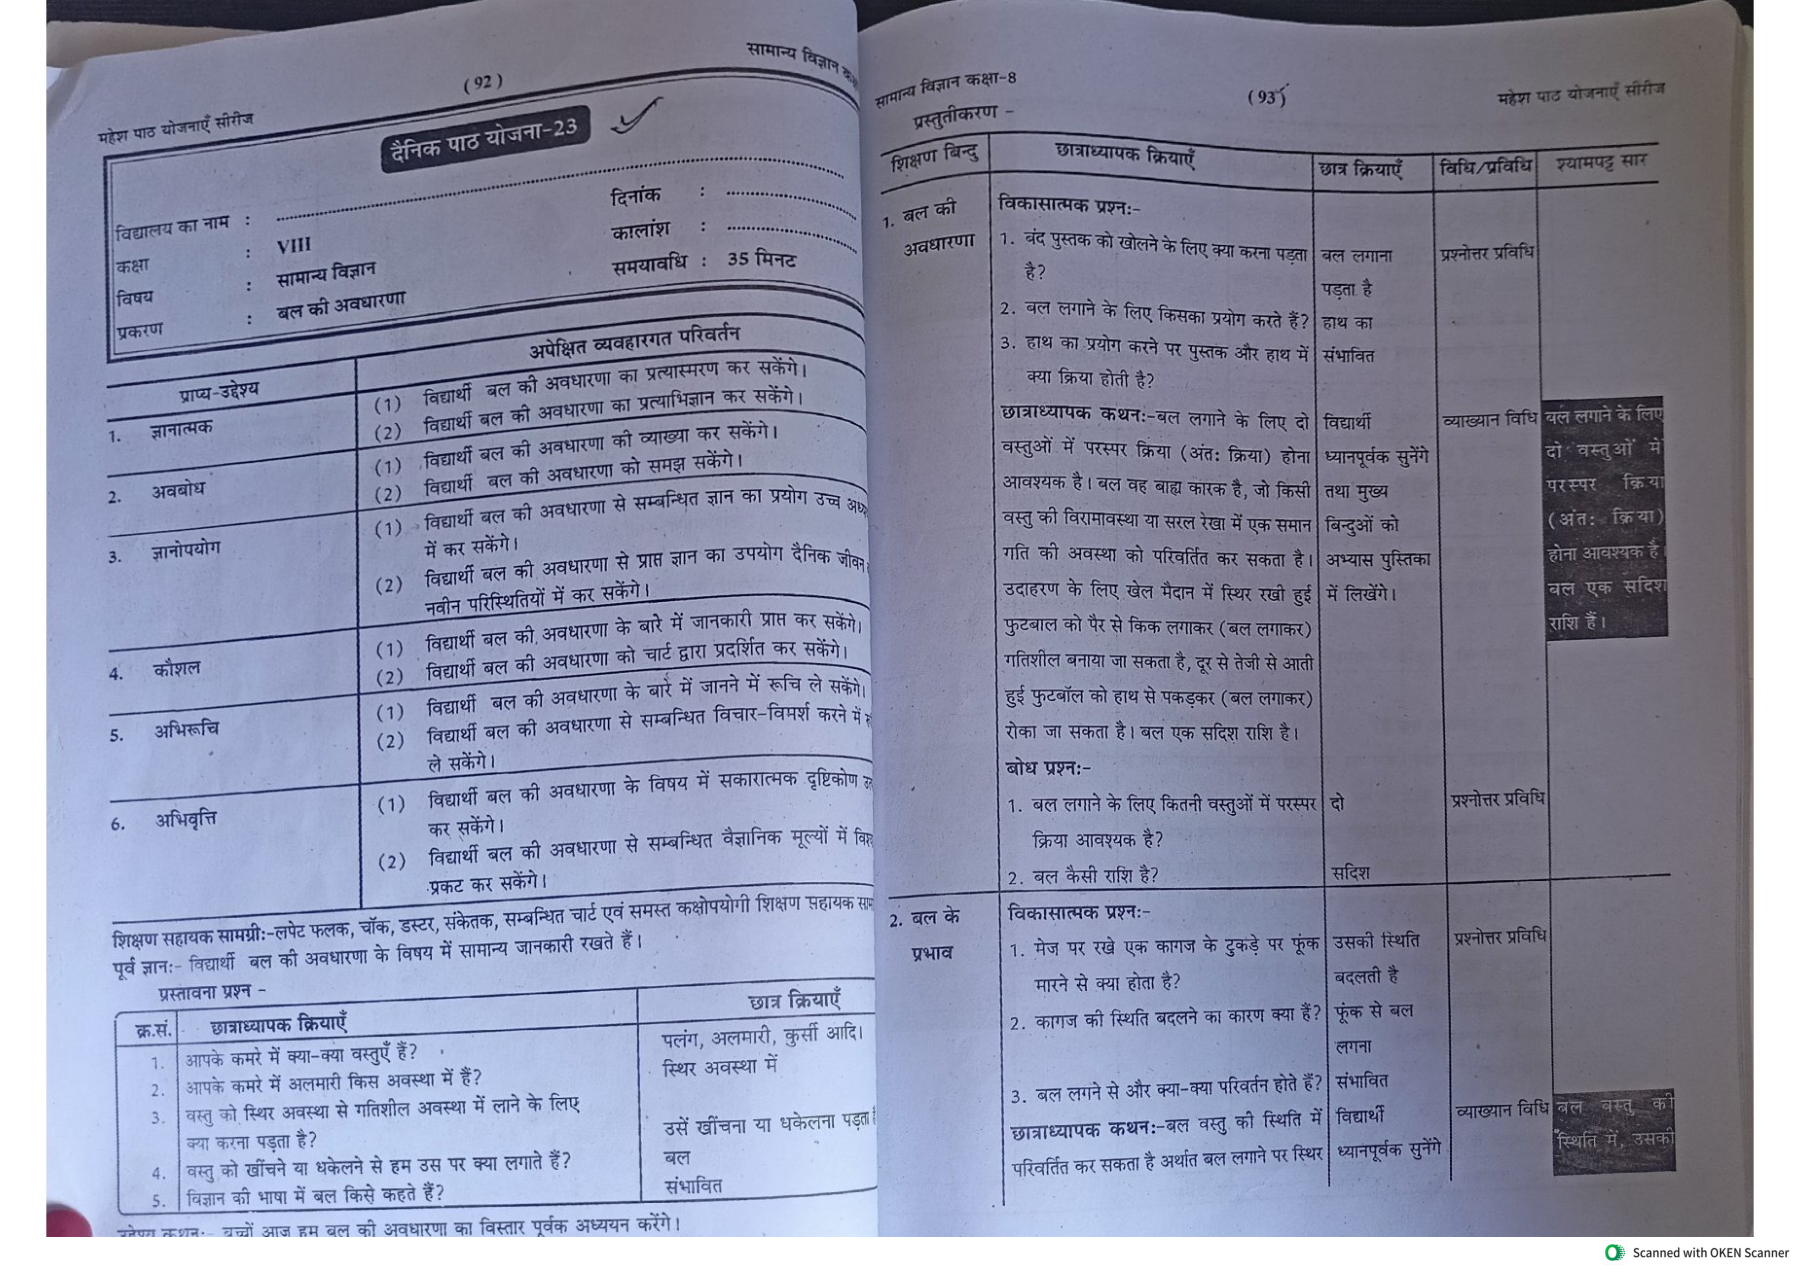 महेश पाठ योजनाएँ सीरीज
(92)
सामान्य विज्ञान
दैनिक पाठ योजना-23
विद्यालय का नाम : ..............................
कक्षा : VIII
विषय : सामान्य विज्ञान
प्रकरण : बल की अवधारणा
दिनांक : ....................
कालांश : ....................
समयावधि : 35 मिनट
प्राप्य-उद्देश्य
अपेक्षित व्यवहारगत परिवर्तन
1. ज्ञानात्मक
(1) विद्यार्थी बल की अवधारणा का प्रत्यास्मरण कर सकेंगे।
(2) विद्यार्थी बल की अवधारणा का प्रत्याभिज्ञान कर सकेंगे।
2. अवबोध
(1) विद्यार्थी बल की अवधारणा की व्याख्या कर सकेंगे।
(2) विद्यार्थी बल की अवधारणा को समझ सकेंगे।
3. ज्ञानोपयोग
(1) विद्यार्थी बल की अवधारणा से सम्बन्धित ज्ञान का प्रयोग उच्च
में कर सकेंगे।
(2) विद्यार्थी बल की अवधारणा से प्राप्त ज्ञान का उपयोग दैनिक जीवन
नवीन परिस्थितियों में कर सकेंगे।
4. कौशल
(1) विद्यार्थी बल की अवधारणा के बारे में जानकारी प्राप्त कर सकेंगे।
(2) विद्यार्थी बल की अवधारणा को चार्ट द्वारा प्रदर्शित कर सकेंगे।
5. अभिरूचि
(1) विद्यार्थी बल की अवधारणा के बारे में जानने में रूचि ले सकेंगे।
(2) विद्यार्थी बल की अवधारणा से सम्बन्धित विचार-विमर्श करने में
ले सकेंगे।
6. अभिवृत्ति
(1) विद्यार्थी बल की अवधारणा के विषय में सकारात्मक दृष्टिकोण
कर सकेंगे।
(2) विद्यार्थी बल की अवधारणा से सम्बन्धित वैज्ञानिक मूल्यों में
प्रकट कर सकेंगे।
शिक्षण सहायक सामग्री:-लपेट फलक, चॉक, डस्टर, संकेतक, सम्बन्धित चार्ट एवं समस्त कक्षोपयोगी शिक्षण सहायक
पूर्व ज्ञान:- विद्यार्थी बल की अवधारणा के विषय में सामान्य जानकारी रखते हैं।
प्रस्तावना प्रश्न -
क्र.सं. छात्राध्यापक क्रियाएँ छात्र क्रियाएँ
1. आपके कमरे में क्या-क्या वस्तुएँ हैं? पलंग, अलमारी, कुर्सी आदि।
2. आपके कमरे में अलमारी किस अवस्था में हैं? स्थिर अवस्था में
3. वस्तु को स्थिर अवस्था से गतिशील अवस्था में लाने के लिए
क्या करना पड़ता है? उसें खींचना या धकेलना पड़ता
4. वस्तु को खींचने या धकेलने से हम उस पर क्या लगाते हैं? बल
5. विज्ञान की भाषा में बल किसे कहते हैं? संभावित
उद्देश्य कथन:- बच्चों आज हम बल की अवधारणा का विस्तार पूर्वक अध्ययन करेंगे।
सामान्य विज्ञान कक्षा-8
(93)
महेश पाठ योजनाएँ सीरीज
प्रस्तुतीकरण -
शिक्षण बिन्दु
छात्राध्यापक क्रियाएँ
छात्र क्रियाएँ
विधि/प्रविधि
श्यामपट्ट सार
1. बल की
अवधारणा
विकासात्मक प्रश्न:-
1. बंद पुस्तक को खोलने के लिए क्या करना पड़ता
है?
2. बल लगाने के लिए किसका प्रयोग करते हैं?
3. हाथ का प्रयोग करने पर पुस्तक और हाथ में
क्या क्रिया होती है?
छात्राध्यापक कथन:-बल लगाने के लिए दो
वस्तुओं में परस्पर क्रिया (अंत: क्रिया) होना
आवश्यक है। बल वह बाह्य कारक है, जो किसी
वस्तु की विरामावस्था या सरल रेखा में एक समान
गति की अवस्था को परिवर्तित कर सकता है।
उदाहरण के लिए खेल मैदान में स्थिर रखी हुई
फुटबाल को पैर से किक लगाकर (बल लगाकर)
गतिशील बनाया जा सकता है, दूर से तेजी से आती
हुई फुटबॉल को हाथ से पकड़कर (बल लगाकर)
रोका जा सकता है। बल एक सदिश राशि है।
बोध प्रश्न:-
1. बल लगाने के लिए कितनी वस्तुओं में परस्पर
क्रिया आवश्यक है?
2. बल कैसी राशि है?
बल लगाना
पड़ता है
हाथ का
संभावित
विद्यार्थी
ध्यानपूर्वक सुनेंगे
तथा मुख्य
बिन्दुओं को
अभ्यास पुस्तिका
में लिखेंगे।
दो
सदिश
प्रश्नोत्तर प्रविधि
व्याख्यान विधि
प्रश्नोत्तर प्रविधि
बल लगाने के लिए
दो वस्तुओं में
परस्पर क्रिया
(अंत: क्रिया)
होना आवश्यक है।
बल एक सदिश
राशि हैं।
2. बल के
प्रभाव
विकासात्मक प्रश्न:-
1. मेज पर रखे एक कागज के टुकड़े पर फूंक
मारने से क्या होता है?
2. कागज की स्थिति बदलने का कारण क्या हैं?
3. बल लगने से और क्या-क्या परिवर्तन होते हैं?
छात्राध्यापक कथन:-बल वस्तु की स्थिति में
परिवर्तित कर सकता है अर्थात बल लगाने पर स्थिर
उसकी स्थिति
बदलती है
फूंक से बल
लगना
संभावित
विद्यार्थी
ध्यानपूर्वक सुनेंगे
प्रश्नोत्तर प्रविधि
व्याख्यान विधि
बल वस्तु की
स्थिति में, उसकी
Scanned with OKEN Scanner